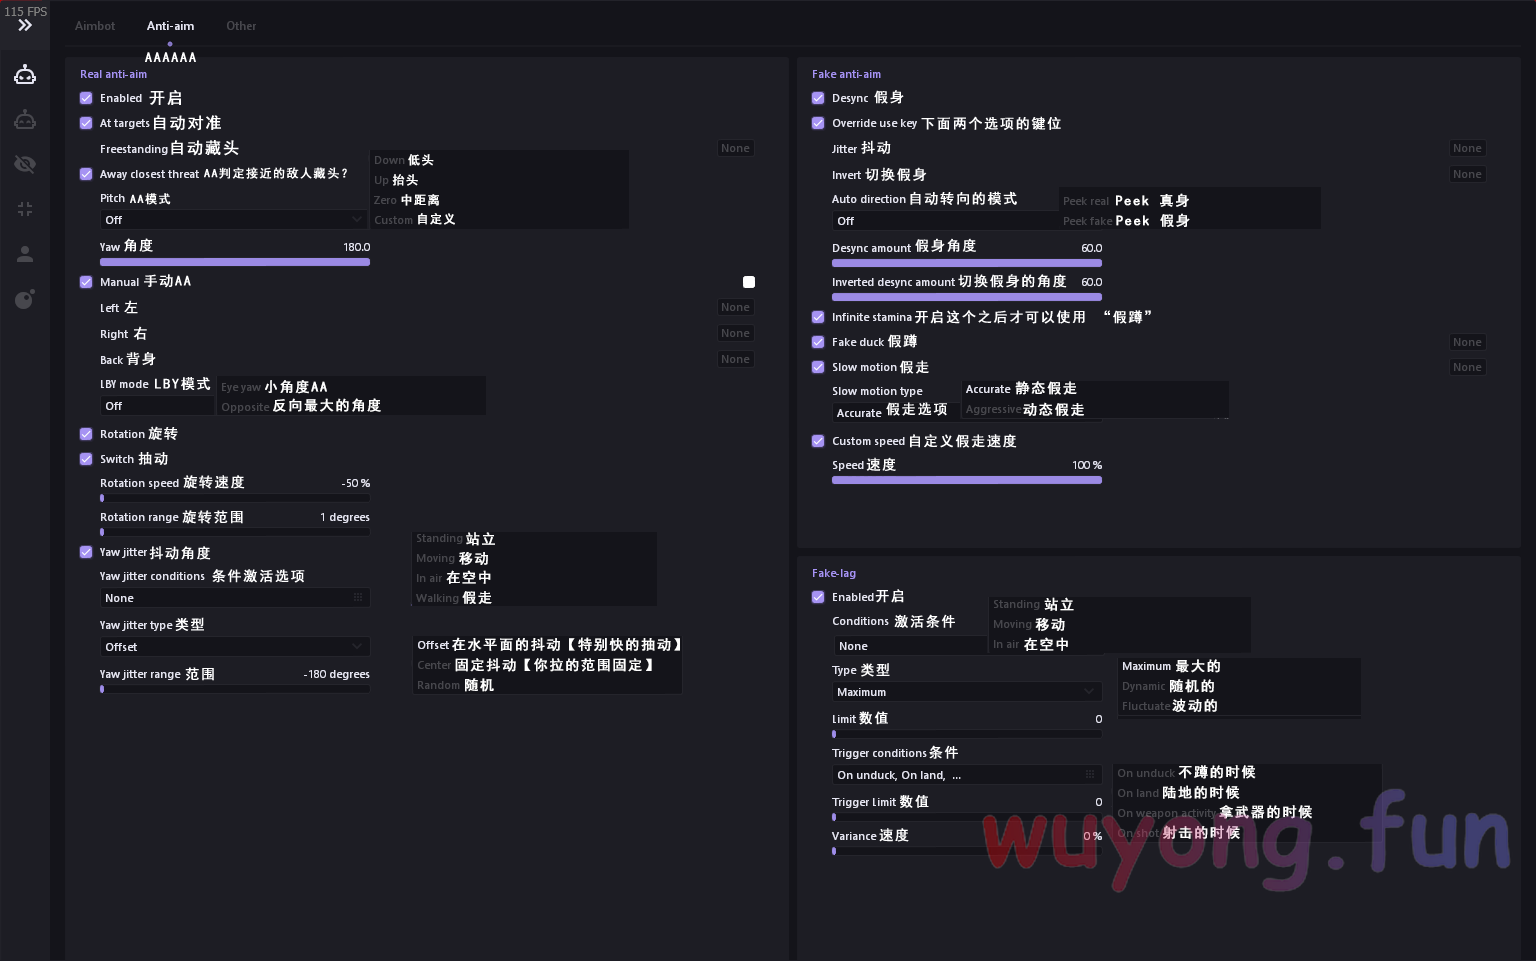 115 FPS
Aimbot Anti-aim Other
AAAAAA
Real anti-aim
Enabled 开启
At targets 自动对准
Freestanding 自动藏头 None
Away closest threat AA判定接近的敌人藏头?
Down 低头
Up 抬头
Zero 中距离
Custom 自定义
Pitch AA模式
Off
Yaw 角度 180.0
Manual 手动AA
Left 左 None
Right 右 None
Back 背身 None
LBY mode LBY模式
Off
Eye yaw 小角度AA
Opposite 反向最大的角度
Rotation 旋转
Switch 抽动
Rotation speed 旋转速度 -50 %
Rotation range 旋转范围 1 degrees
Yaw jitter 抖动角度
Yaw jitter conditions 条件激活选项
None
Standing 站立
Moving 移动
In air 在空中
Walking 假走
Yaw jitter type 类型
Offset
Offset 在水平面的抖动【特别快的抽动】
Center 固定抖动【你拉的范围固定】
Random 随机
Yaw jitter range 范围 -180 degrees
Fake anti-aim
Desync 假身
Override use key 下面两个选项的键位
Jitter 抖动 None
Invert 切换假身 None
Auto direction 自动转向的模式
Off
Peek real Peek 真身
Peek fake Peek 假身
Desync amount 假身角度 60.0
Inverted desync amount 切换假身的角度 60.0
Infinite stamina 开启这个之后才可以使用 “假蹲”
Fake duck 假蹲 None
Slow motion 假走 None
Slow motion type
Accurate 假走选项
Accurate 静态假走
Aggressive 动态假走
Custom speed 自定义假走速度
Speed 速度 100 %
Fake-lag
Enabled 开启
Conditions 激活条件
None
Standing 站立
Moving 移动
In air 在空中
Type 类型
Maximum
Maximum 最大的
Dynamic 随机的
Fluctuate 波动的
Limit 数值 0
Trigger conditions 条件
On unduck, On land, ...
On unduck 不蹲的时候
On land 陆地的时候
On weapon activity 拿武器的时候
On shot 射击的时候
Trigger limit 数值 0
Variance 速度 0 %
wuyong.fun